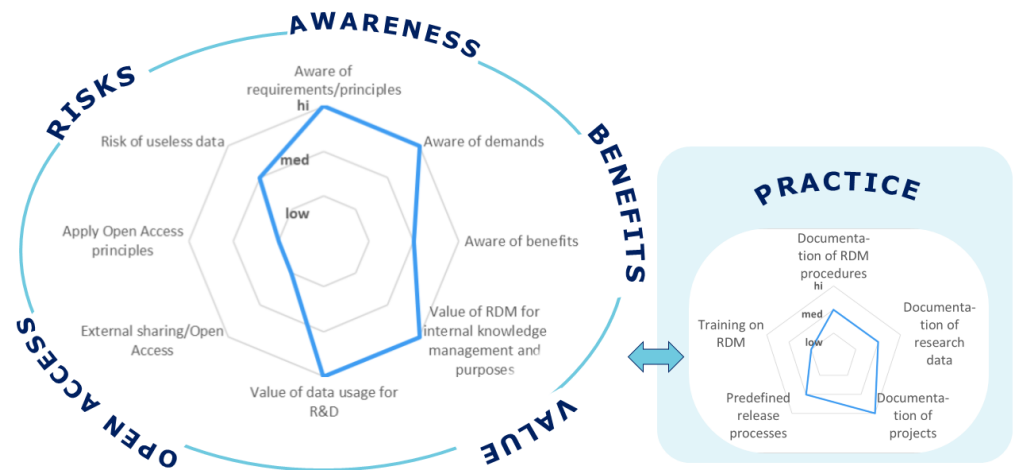 AWARENESS
RISKS
BENEFITS
VALUE
OPEN ACCESS
Aware of
requirements/principles
hi
med
low
Risk of useless data
Aware of demands
Apply Open Access
principles
Aware of benefits
External sharing/Open
Access
Value of RDM for
internal knowledge
management and
purposes
Value of data usage for
R&D
PRACTICE
Documenta-
tion of RDM
procedures
hi
med
low
Training on
RDM
Documenta-
tion of
research
data
Predefined
release
processes
Documenta-
tion of
projects